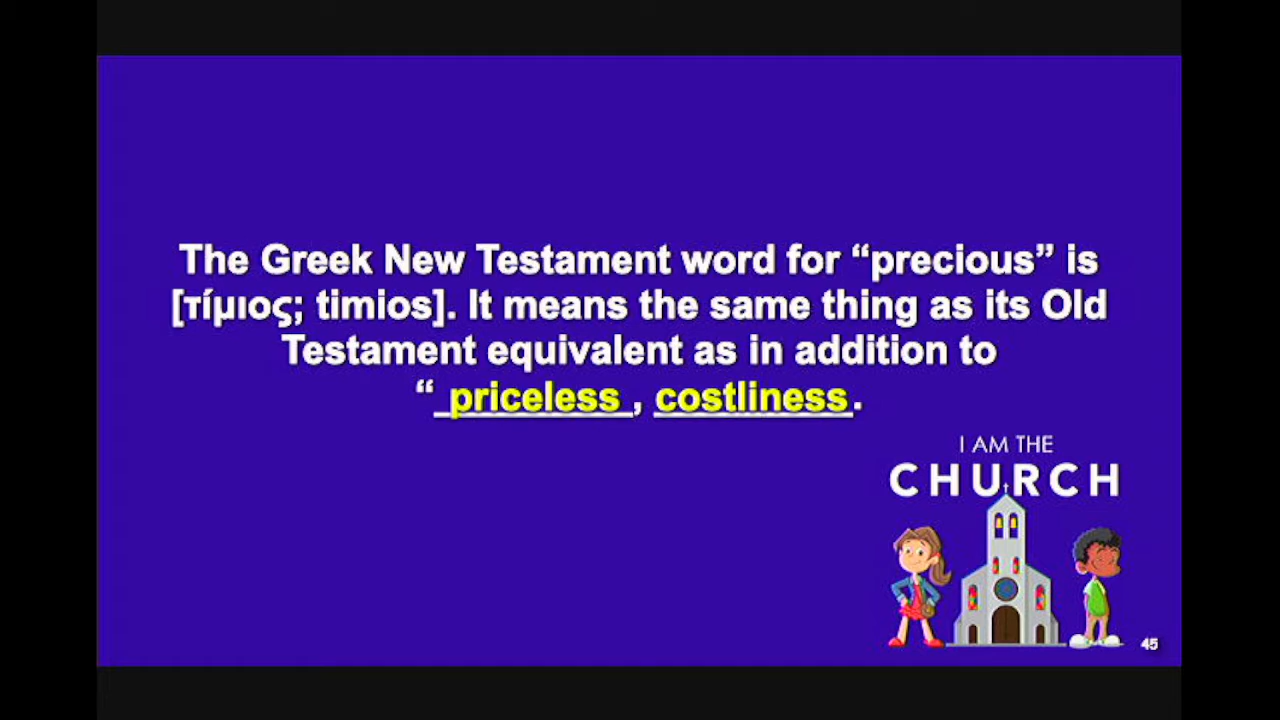 The Greek New Testament word for “precious” is
[τίμιος; timios]. It means the same thing as its Old
Testament equivalent as in addition to
“_priceless_, costliness.
I AM THE
CHURCH
45